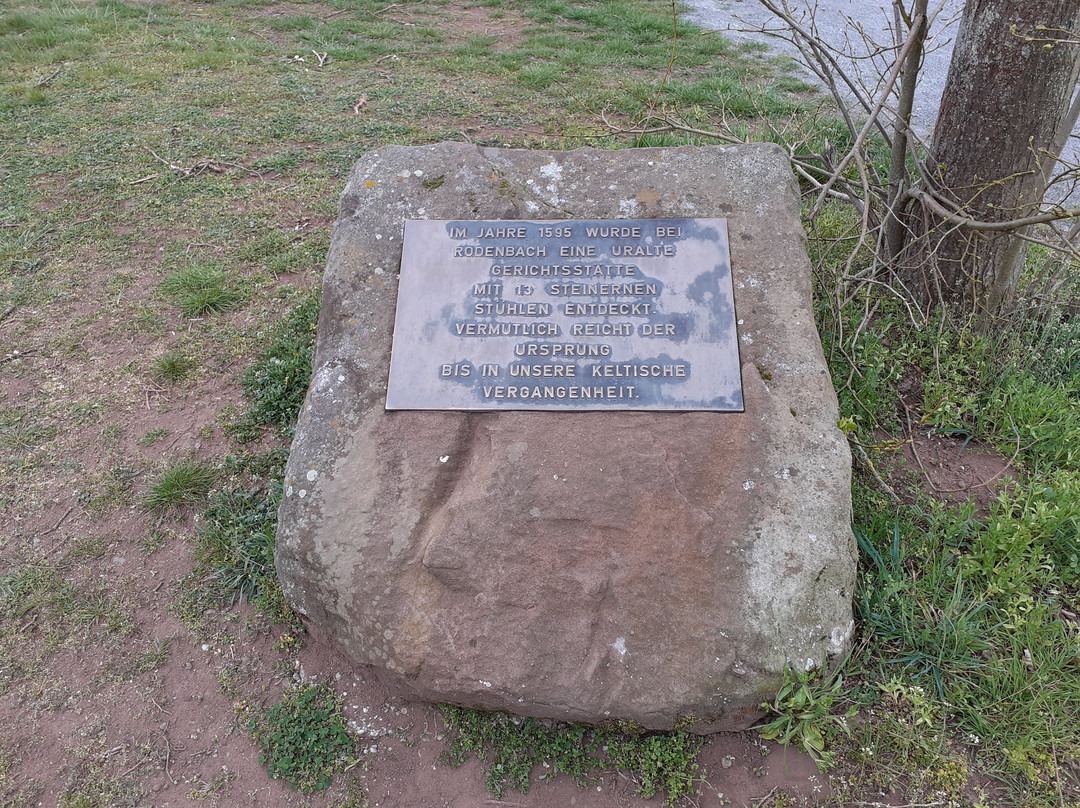 IM JAHRE 1595 WURDE BEI
RODENBACH EINE URALTE
GERICHTSSTÄTTE
MIT 13 STEINERNEN
STÜHLEN ENTDECKT.
VERMUTLICH REICHT DER
URSPRUNG
BIS IN UNSERE KELTISCHE
VERGANGENHEIT.